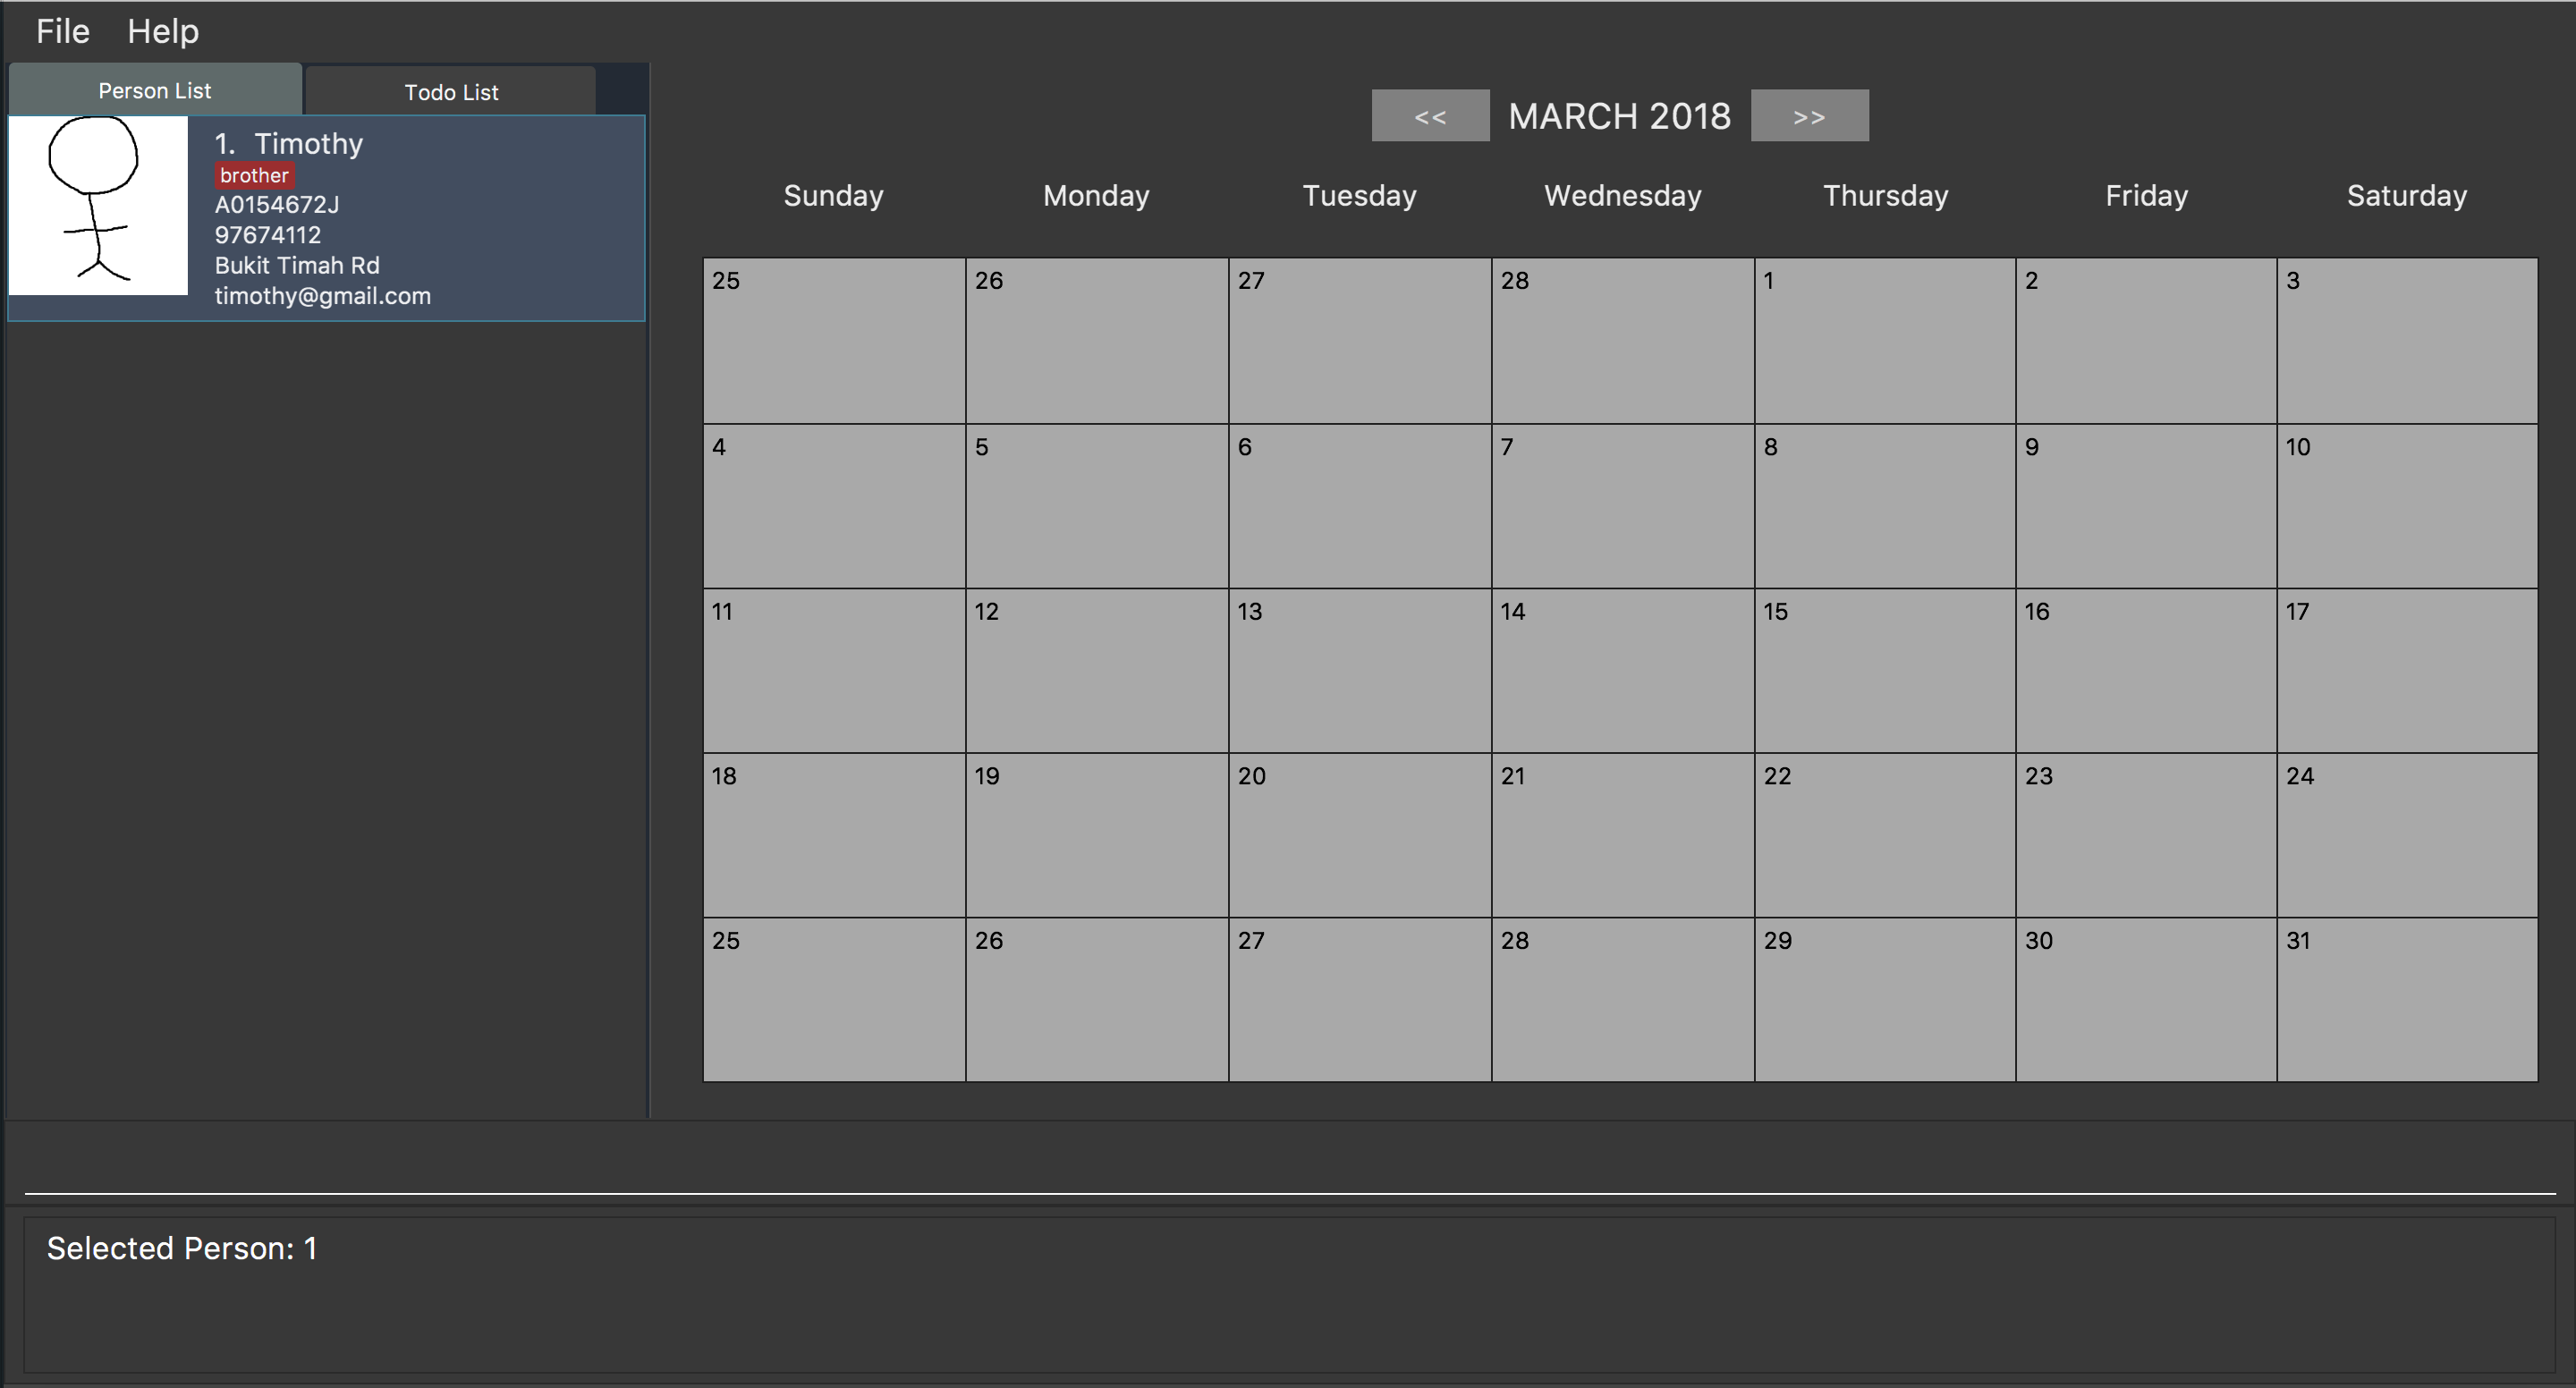 File Help
Person List Todo List
1. Timothy
brother
A0154672J
97674112
Bukit Timah Rd
timothy@gmail.com
<< MARCH 2018 >>
Sunday Monday Tuesday Wednesday Thursday Friday Saturday
25 26 27 28 1 2 3
4 5 6 7 8 9 10
11 12 13 14 15 16 17
18 19 20 21 22 23 24
25 26 27 28 29 30 31
Selected Person: 1